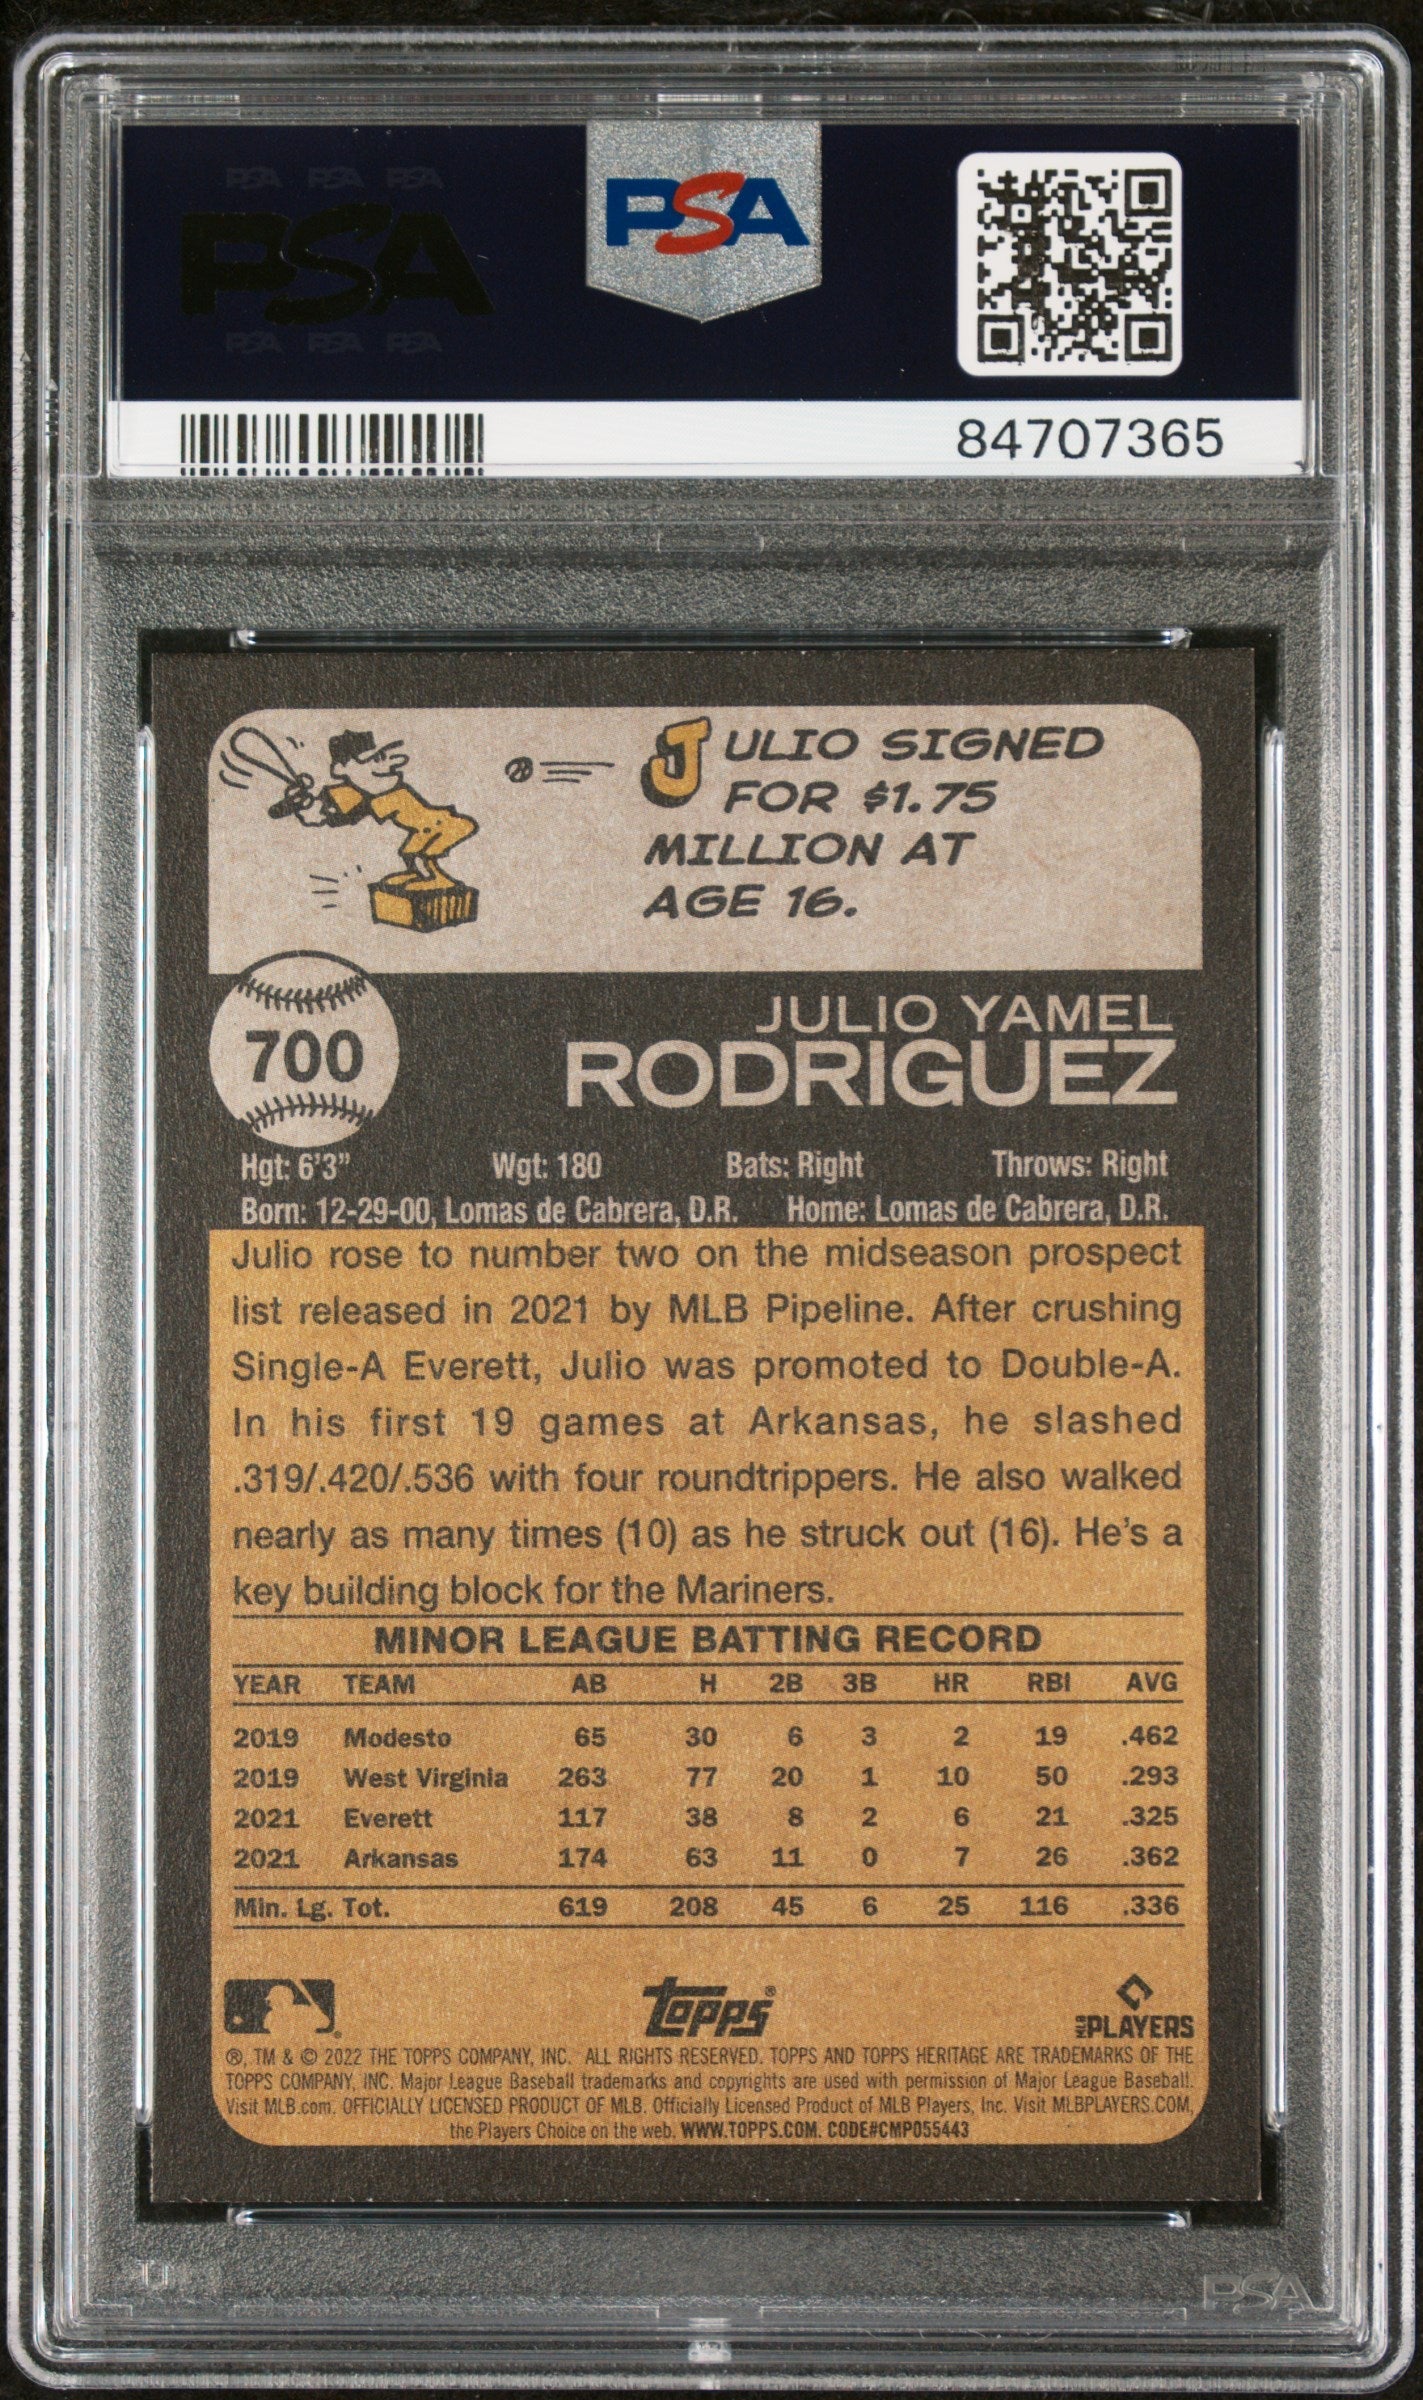 PSA PSA PSA
PSA
PSA PSA PSA
PSA
84707365
JULIO SIGNED
FOR $1.75
MILLION AT
AGE 16.
700
JULIO YAMEL
RODRIGUEZ
Hgt: 6'3" Wgt: 180 Bats: Right Throws: Right
Born: 12-29-00, Lomas de Cabrera, D.R. Home: Lomas de Cabrera, D.R.
Julio rose to number two on the midseason prospect
list released in 2021 by MLB Pipeline. After crushing
Single-A Everett, Julio was promoted to Double-A.
In his first 19 games at Arkansas, he slashed
.319/.420/.536 with four roundtrippers. He also walked
nearly as many times (10) as he struck out (16). He's a
key building block for the Mariners.
MINOR LEAGUE BATTING RECORD
YEAR TEAM AB H 2B 3B HR RBI AVG
2019 Modesto 65 30 6 3 2 19 .462
2019 West Virginia 263 77 20 1 10 50 .293
2021 Everett 117 38 8 2 6 21 .325
2021 Arkansas 174 63 11 0 7 26 .362
Min. Lg. Tot. 619 208 45 6 25 116 .336
Topps®
MLB PLAYERS
®, TM & © 2022 THE TOPPS COMPANY, INC. ALL RIGHTS RESERVED. TOPPS AND TOPPS HERITAGE ARE TRADEMARKS OF THE
TOPPS COMPANY, INC. Major League Baseball trademarks and copyrights are used with permission of Major League Baseball.
Visit MLB.com. OFFICIALLY LICENSED PRODUCT OF MLB. Officially Licensed Product of MLB Players, Inc. Visit MLBPLAYERS.COM,
the Players Choice on the web. WWW.TOPPS.COM. CODE#CMP055443
PSA